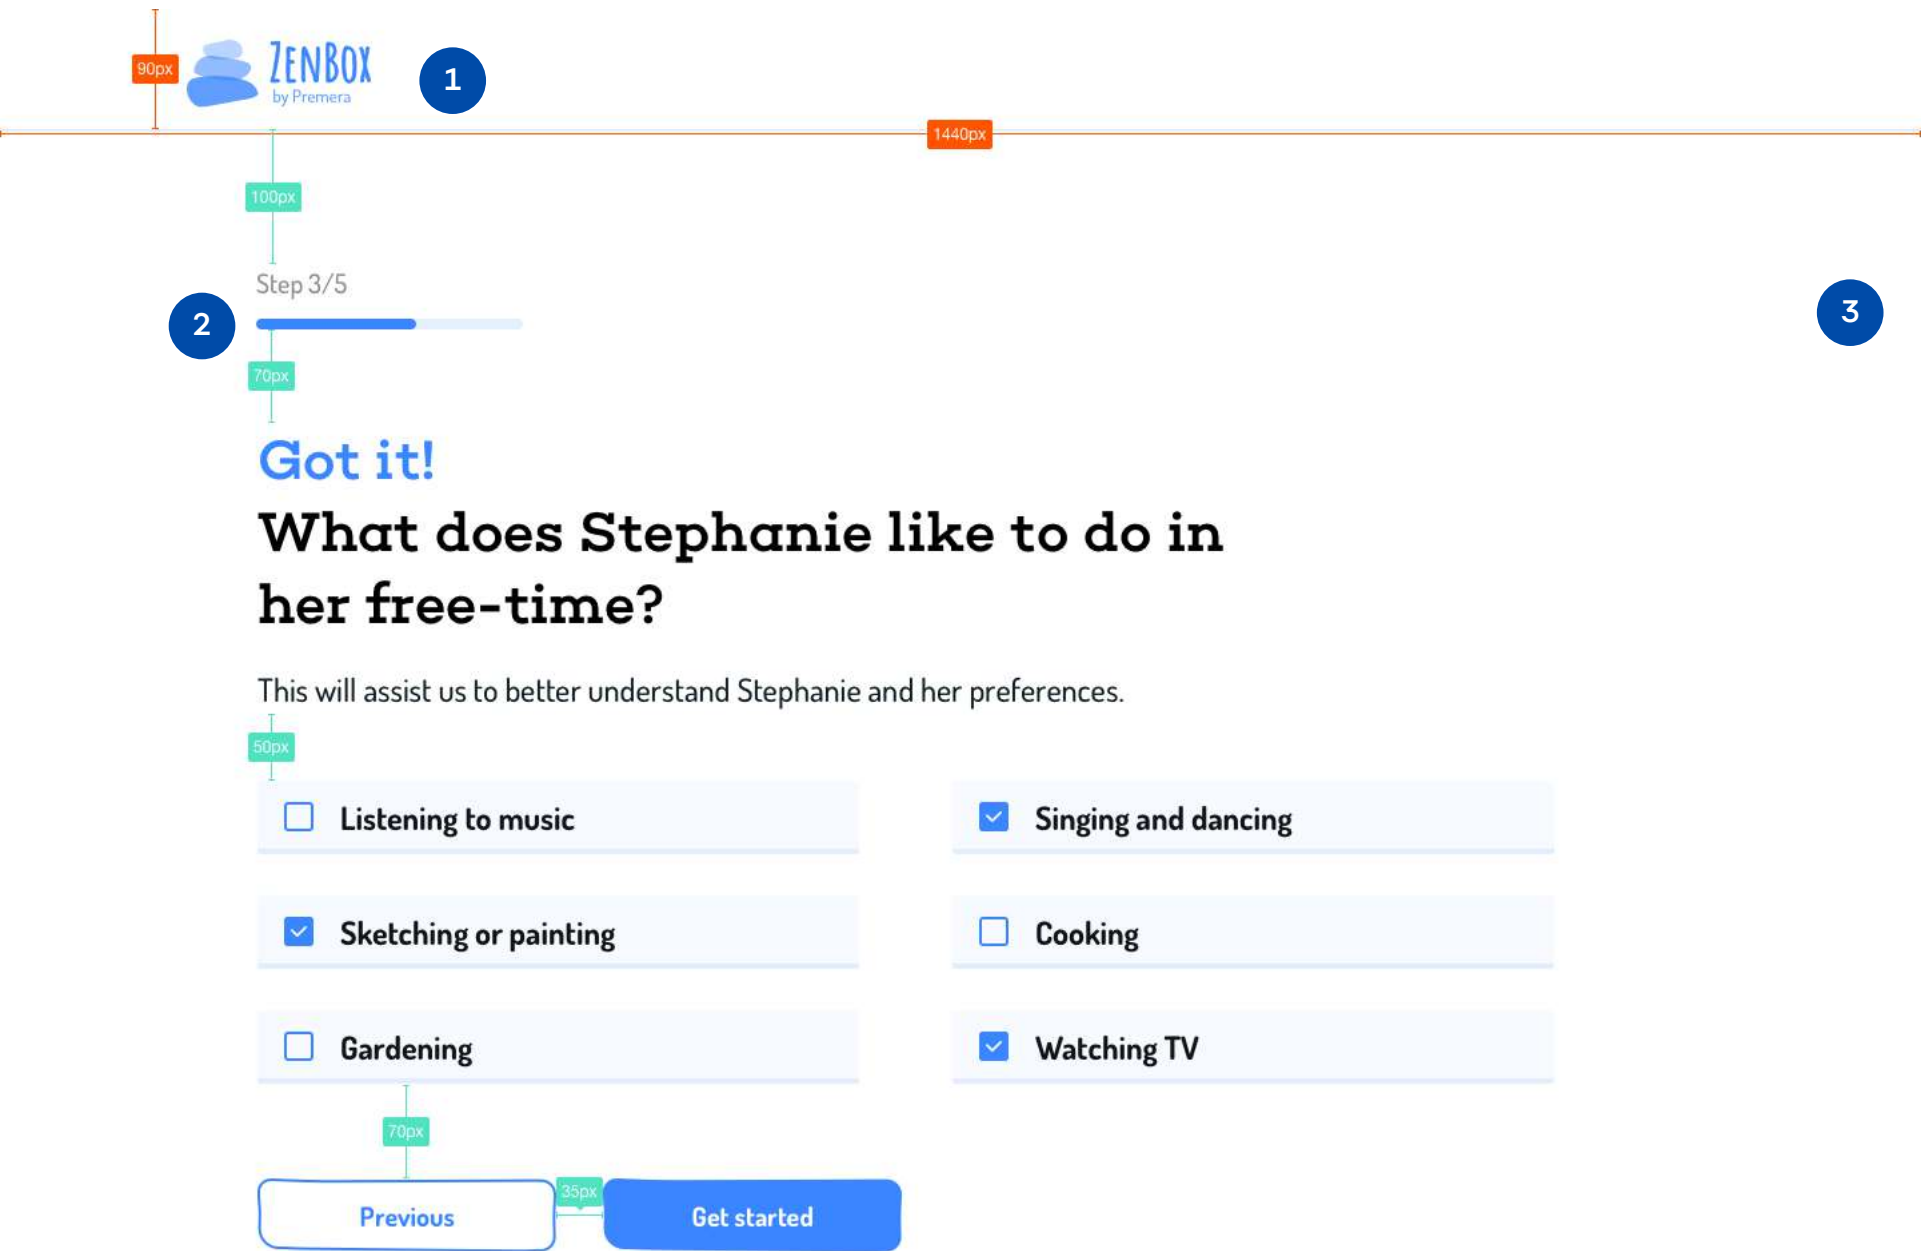 90px
ZENBOX
by Premera
1
1440px
100px
Step 3/5
2
3
70px
Got it!
What does Stephanie like to do in
her free-time?
This will assist us to better understand Stephanie and her preferences.
50px
Listening to music
Singing and dancing
Sketching or painting
Cooking
Gardening
Watching TV
70px
Previous
35px
Get started